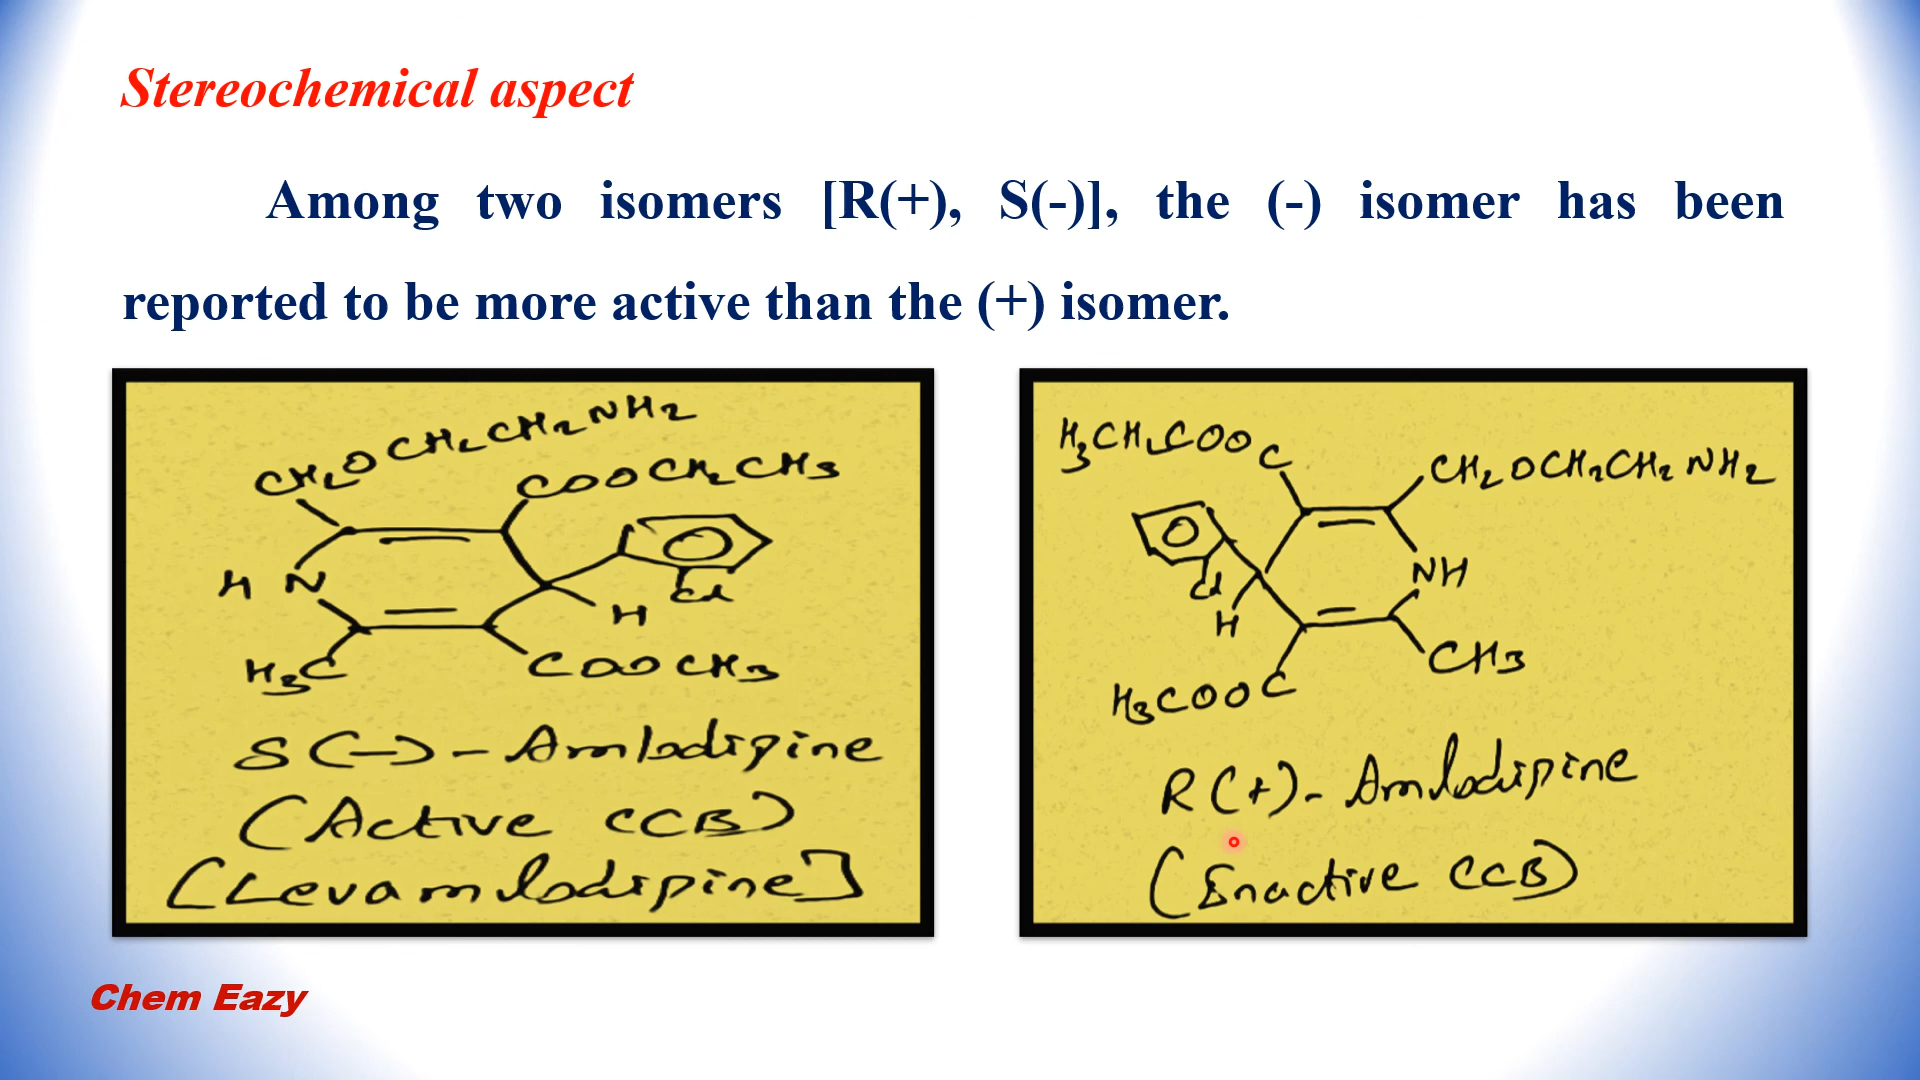 Stereochemical aspect
Among two isomers [R(+), S(-)], the (-) isomer has been
reported to be more active than the (+) isomer.
CH₂OCH₂CH₂NH₂
COOCH₂CH₃
H N
H
Cl
H₃C
COOCH₃
S(-)-Amlodipine
(Active CCB)
[Levamlodipine]
H₃CH₂COOC
CH₂OCH₂CH₂NH₂
NH
Cl
H
CH₃
H₃COOC
R(+)-Amlodipine
(Inactive CCB)
Chem Eazy